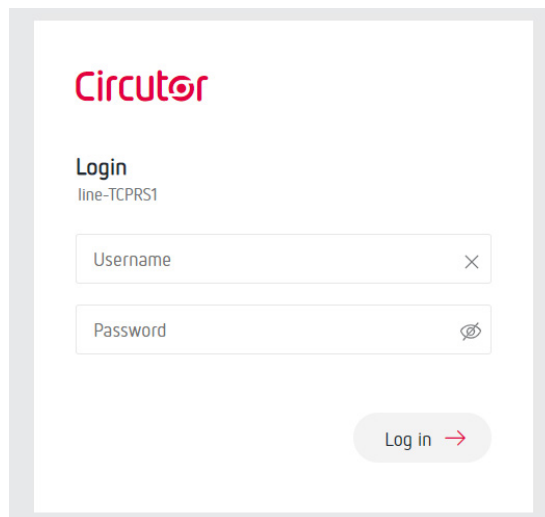 Circutor
Login
line-TCPRS1
Username
Password
Log in